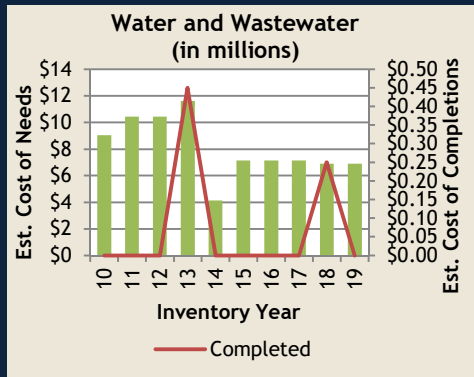 Water and Wastewater
(in millions)
Est. Cost of Needs
$14
$12
$10
$8
$6
$4
$2
$0
$0.50
$0.45
$0.40
$0.35
$0.30
$0.25
$0.20
$0.15
$0.10
$0.05
$0.00
Est. Cost of Completions
10 11 12 13 14 15 16 17 18 19
Inventory Year
Completed